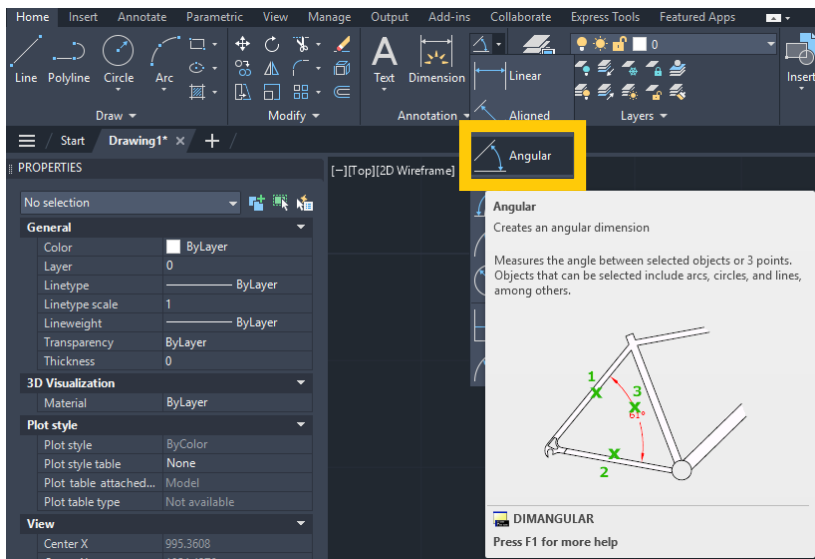 Home Insert Annotate Parametric View Manage Output Add-ins Collaborate Express Tools Featured Apps
0
Line Polyline Circle Arc Text Dimension Linear Insert
Draw Modify Annotation Aligned Layers
Start Drawing1* × +
Angular
PROPERTIES
[−][Top][2D Wireframe]
No selection
General
Color ByLayer
Layer 0
Linetype ByLayer
Linetype scale 1
Lineweight ByLayer
Transparency ByLayer
Thickness 0
3D Visualization
Material ByLayer
Plot style
Plot style ByColor
Plot style table None
Plot table attached... Model
Plot table type Not available
View
Center X 995.3608
Angular
Creates an angular dimension
Measures the angle between selected objects or 3 points.
Objects that can be selected include arcs, circles, and lines,
among others.
1
3
61°
2
DIMANGULAR
Press F1 for more help